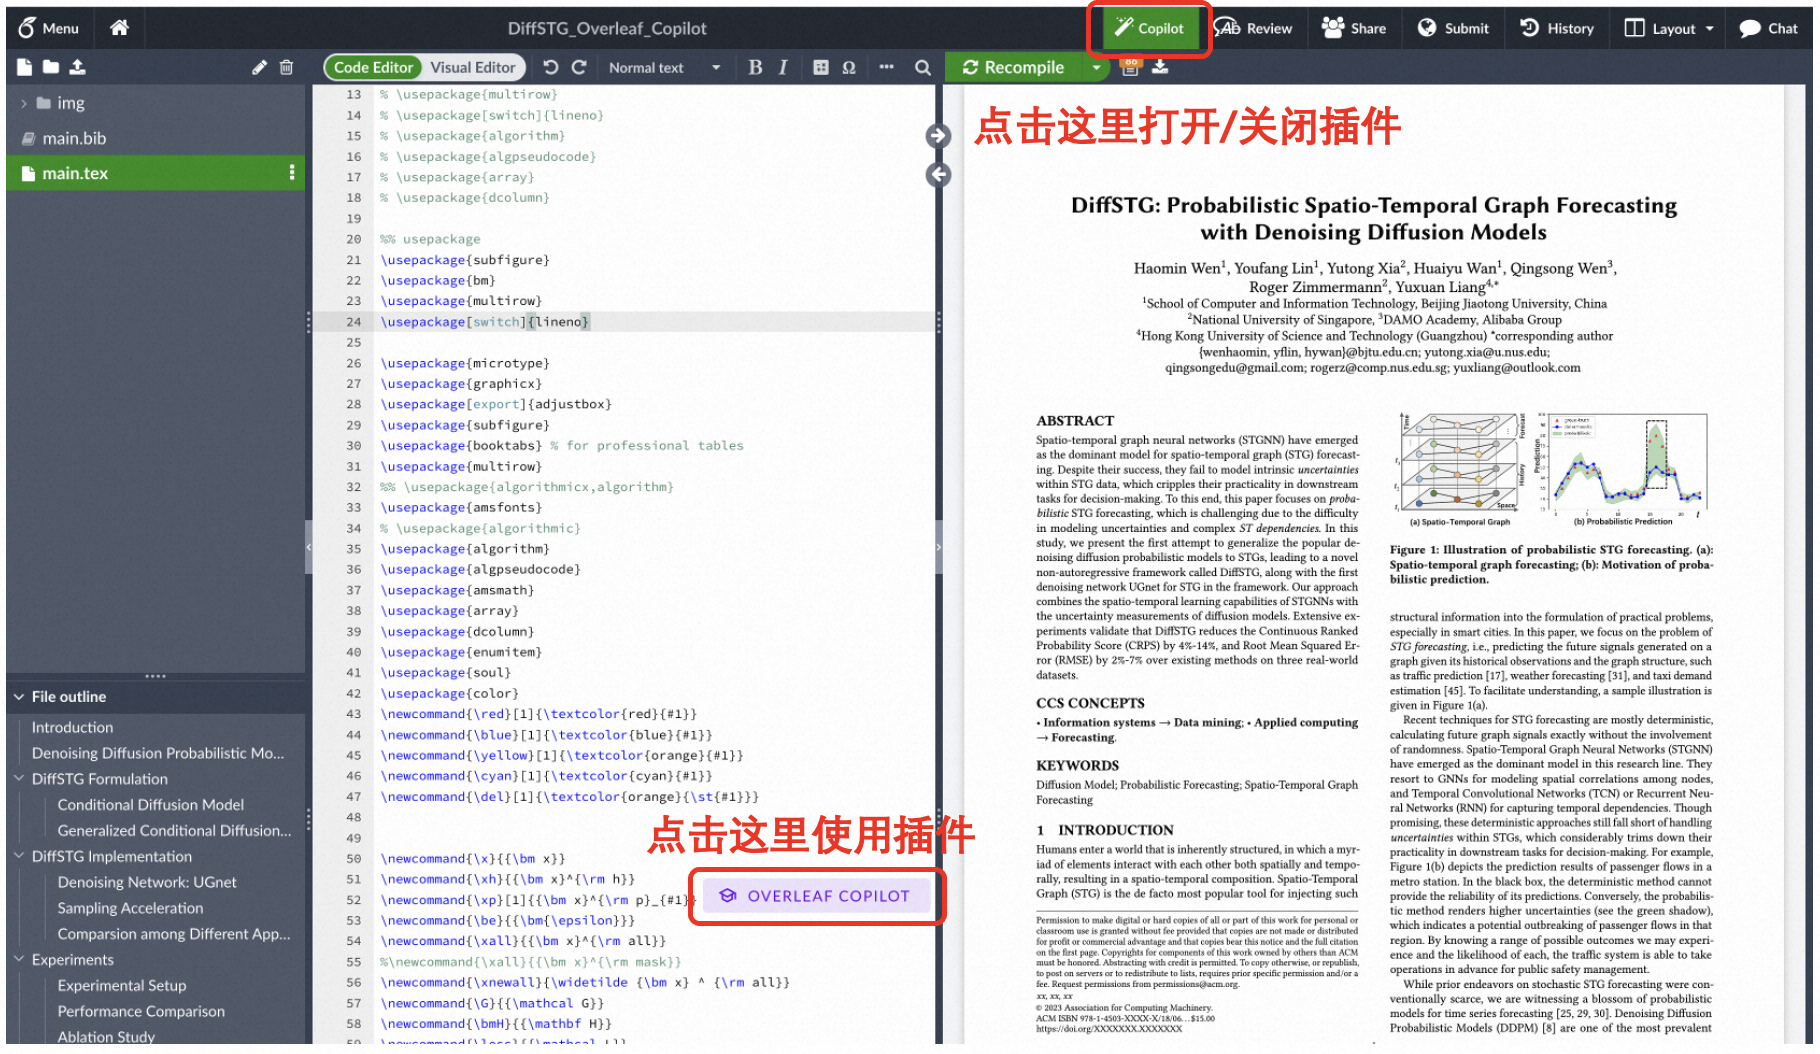 Menu
DiffSTG_Overleaf_Copilot
Copilot
Review
Share
Submit
History
Layout
Chat
Code Editor
Visual Editor
Normal text
B
I
Ω
Recompile
img
main.bib
main.tex
File outline
Introduction
Denoising Diffusion Probabilistic Mo...
DiffSTG Formulation
Conditional Diffusion Model
Generalized Conditional Diffusion...
DiffSTG Implementation
Denoising Network: UGnet
Sampling Acceleration
Comparsion among Different App...
Experiments
Experimental Setup
Performance Comparison
Ablation Study
13 % \usepackage{multirow}
14 % \usepackage[switch]{lineno}
15 % \usepackage{algorithm}
16 % \usepackage{algpseudocode}
17 % \usepackage{array}
18 % \usepackage{dcolumn}
19
20 %% usepackage
21 \usepackage{subfigure}
22 \usepackage{bm}
23 \usepackage{multirow}
24 \usepackage[switch]{lineno}
25
26 \usepackage{microtype}
27 \usepackage{graphicx}
28 \usepackage[export]{adjustbox}
29 \usepackage{subfigure}
30 \usepackage{booktabs} % for professional tables
31 \usepackage{multirow}
32 %% \usepackage{algorithmicx,algorithm}
33 \usepackage{amsfonts}
34 % \usepackage{algorithmic}
35 \usepackage{algorithm}
36 \usepackage{algpseudocode}
37 \usepackage{amsmath}
38 \usepackage{array}
39 \usepackage{dcolumn}
40 \usepackage{enumitem}
41 \usepackage{soul}
42 \usepackage{color}
43 \newcommand{\red}[1]{\textcolor{red}{#1}}
44 \newcommand{\blue}[1]{\textcolor{blue}{#1}}
45 \newcommand{\yellow}[1]{\textcolor{orange}{#1}}
46 \newcommand{\cyan}[1]{\textcolor{cyan}{#1}}
47 \newcommand{\del}[1]{\textcolor{orange}{\st{#1}}}
48
49
50 \newcommand{\x}{{\bm x}}
51 \newcommand{\xh}{{\bm x}^{\rm h}}
52 \newcommand{\xp}[1]{{\bm x}^{\rm p}_{#1}}
53 \newcommand{\be}{{\bm{\epsilon}}}
54 \newcommand{\xall}{{\bm x}^{\rm all}}
55 %\newcommand{\xall}{{\bm x}^{\rm mask}}
56 \newcommand{\xnewall}{\widetilde {\bm x} ^ {\rm all}}
57 \newcommand{\G}{{\mathcal G}}
58 \newcommand{\bmH}{{\mathbf H}}
点击这里使用插件
OVERLEAF COPILOT
点击这里打开/关闭插件
DiffSTG: Probabilistic Spatio-Temporal Graph Forecasting
with Denoising Diffusion Models
Haomin Wen¹, Youfang Lin¹, Yutong Xia², Huaiyu Wan¹, Qingsong Wen³,
Roger Zimmermann², Yuxuan Liang⁴,*
¹School of Computer and Information Technology, Beijing Jiaotong University, China
²National University of Singapore, ³DAMO Academy, Alibaba Group
⁴Hong Kong University of Science and Technology (Guangzhou) *corresponding author
{wenhaomin, yflin, hywan}@bjtu.edu.cn; yutong.xia@u.nus.edu;
qingsongedu@gmail.com; rogerz@comp.nus.edu.sg; yuxliang@outlook.com
ABSTRACT
Spatio-temporal graph neural networks (STGNN) have emerged
as the dominant model for spatio-temporal graph (STG) forecast-
ing. Despite their success, they fail to model intrinsic uncertainties
within STG data, which cripples their practicality in downstream
tasks for decision-making. To this end, this paper focuses on proba-
bilistic STG forecasting, which is challenging due to the difficulty
in modeling uncertainties and complex ST dependencies. In this
study, we present the first attempt to generalize the popular de-
noising diffusion probabilistic models to STGs, leading to a novel
non-autoregressive framework called DiffSTG, along with the first
denoising network UGnet for STG in the framework. Our approach
combines the spatio-temporal learning capabilities of STGNNs with
the uncertainty measurements of diffusion models. Extensive ex-
periments validate that DiffSTG reduces the Continuous Ranked
Probability Score (CRPS) by 4%-14%, and Root Mean Squared Er-
ror (RMSE) by 2%-7% over existing methods on three real-world
datasets.
CCS CONCEPTS
• Information systems → Data mining; • Applied computing
→ Forecasting.
KEYWORDS
Diffusion Model; Probabilistic Forecasting; Spatio-Temporal Graph
Forecasting
1 INTRODUCTION
Humans enter a world that is inherently structured, in which a myr-
iad of elements interact with each other both spatially and tempo-
rally, resulting in a spatio-temporal composition. Spatio-Temporal
Graph (STG) is the de facto most popular tool for injecting such
Permission to make digital or hard copies of all or part of this work for personal or
classroom use is granted without fee provided that copies are not made or distributed
for profit or commercial advantage and that copies bear this notice and the full citation
on the first page. Copyrights for components of this work owned by others than ACM
must be honored. Abstracting with credit is permitted. To copy otherwise, or republish,
to post on servers or to redistribute to lists, requires prior specific permission and/or a
fee. Request permissions from permissions@acm.org.
xx, xx, xx
© 2023 Association for Computing Machinery.
ACM ISBN 978-1-4503-XXXX-X/18/06...$15.00
https://doi.org/XXXXXXX.XXXXXXX
Time
Forecast
History
Space
(a) Spatio-Temporal Graph
Prediction
t
(b) Probabilistic Prediction
Figure 1: Illustration of probabilistic STG forecasting. (a):
Spatio-temporal graph forecasting; (b): Motivation of proba-
bilistic prediction.
structural information into the formulation of practical problems,
especially in smart cities. In this paper, we focus on the problem of
STG forecasting, i.e., predicting the future signals generated on a
graph given its historical observations and the graph structure, such
as traffic prediction [17], weather forecasting [31], and taxi demand
estimation [45]. To facilitate understanding, a sample illustration is
given in Figure 1(a).
Recent techniques for STG forecasting are mostly deterministic,
calculating future graph signals exactly without the involvement
of randomness. Spatio-Temporal Graph Neural Networks (STGNN)
have emerged as the dominant model in this research line. They
resort to GNNs for modeling spatial correlations among nodes,
and Temporal Convolutional Networks (TCN) or Recurrent Neu-
ral Networks (RNN) for capturing temporal dependencies. Though
promising, these deterministic approaches still fall short of handling
uncertainties within STGs, which considerably trims down their
practicality in downstream tasks for decision-making. For example,
Figure 1(b) depicts the prediction results of passenger flows in a
metro station. In the black box, the deterministic method cannot
provide the reliability of its predictions. Conversely, the probabilis-
tic method renders higher uncertainties (see the green shadow),
which indicates a potential outbreaking of passenger flows in that
region. By knowing a range of possible outcomes we may experi-
ence and the likelihood of each, the traffic system is able to take
operations in advance for public safety management.
While prior endeavors on stochastic STG forecasting were con-
ventionally scarce, we are witnessing a blossom of probabilistic
models for time series forecasting [25, 29, 30]. Denoising Diffusion
Probabilistic Models (DDPM) [8] are one of the most prevalent